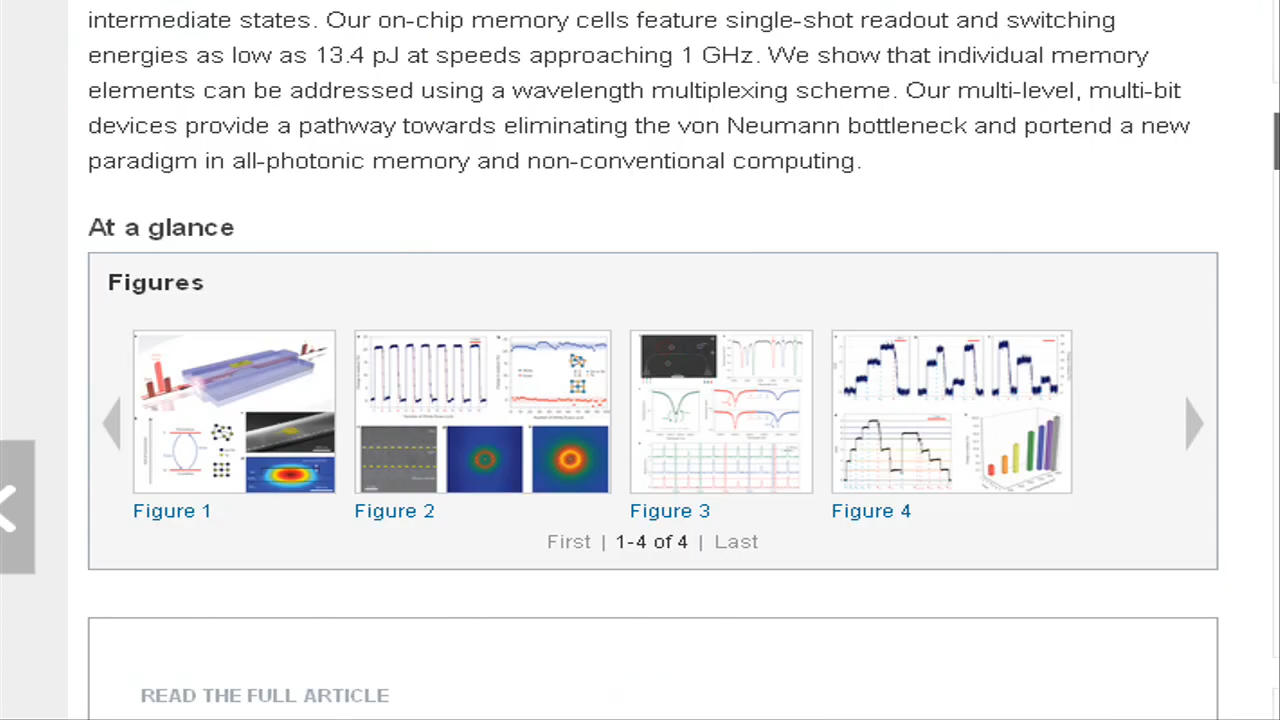 intermediate states. Our on-chip memory cells feature single-shot readout and switching
energies as low as 13.4 pJ at speeds approaching 1 GHz. We show that individual memory
elements can be addressed using a wavelength multiplexing scheme. Our multi-level, multi-bit
devices provide a pathway towards eliminating the von Neumann bottleneck and portend a new
paradigm in all-photonic memory and non-conventional computing.
At a glance
Figures
Figure 1
Figure 2
Figure 3
Figure 4
First | 1-4 of 4 | Last
READ THE FULL ARTICLE